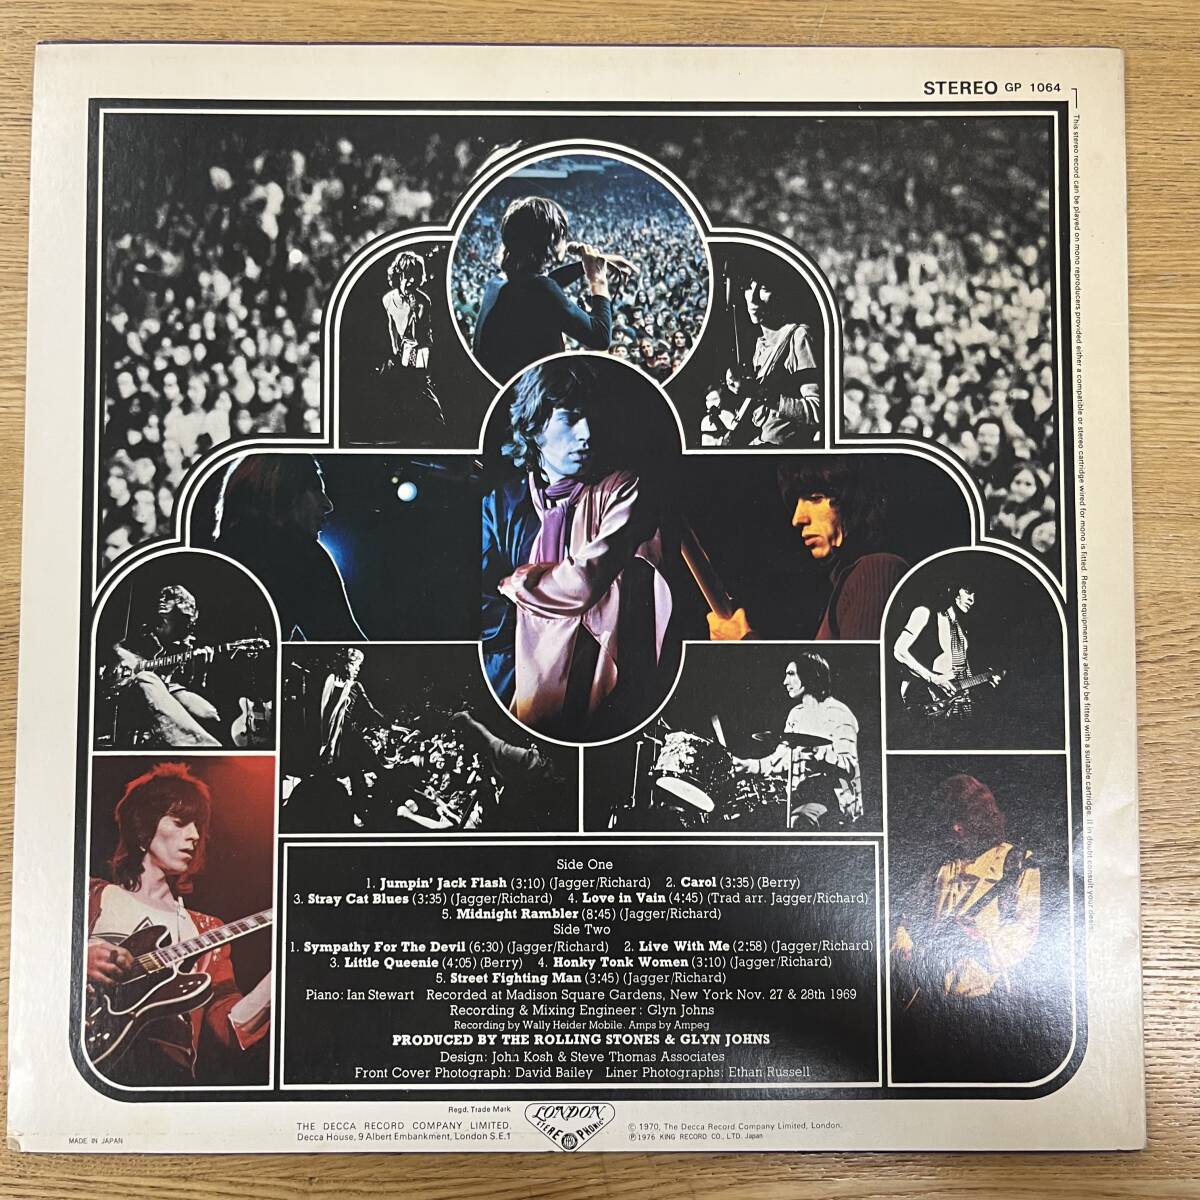 STEREO GP 1064
This stereo record can be played on mono reproducers provided either a compatible or stereo cartridge wired for mono is fitted. Recent equipment may already be fitted with a suitable cartridge. If in doubt consult your dealer.
Side One
1. Jumpin' Jack Flash (3:10) (Jagger/Richard) 2. Carol (3:35) (Berry)
3. Stray Cat Blues (3:35) (Jagger/Richard) 4. Love in Vain (4:45) (Trad arr. Jagger/Richard)
5. Midnight Rambler (8:45) (Jagger/Richard)
Side Two
1. Sympathy For The Devil (6:30) (Jagger/Richard) 2. Live With Me (2:58) (Jagger/Richard)
3. Little Queenie (4:05) (Berry) 4. Honky Tonk Women (3:10) (Jagger/Richard)
5. Street Fighting Man (3:45) (Jagger/Richard)
Piano: Ian Stewart Recorded at Madison Square Gardens, New York Nov. 27 & 28th 1969
Recording & Mixing Engineer: Glyn Johns
Recording by Wally Heider Mobile. Amps by Ampeg
PRODUCED BY THE ROLLING STONES & GLYN JOHNS
Design: John Kosh & Steve Thomas Associates
Front Cover Photograph: David Bailey Liner Photographs: Ethan Russell
Regd. Trade Mark
THE DECCA RECORD COMPANY LIMITED.
Decca House, 9 Albert Embankment, London S.E.1
LONDON
STEREO PHONIC
© 1970, The Decca Record Company Limited, London.
℗ 1976 KING RECORD CO., LTD. Japan
MADE IN JAPAN